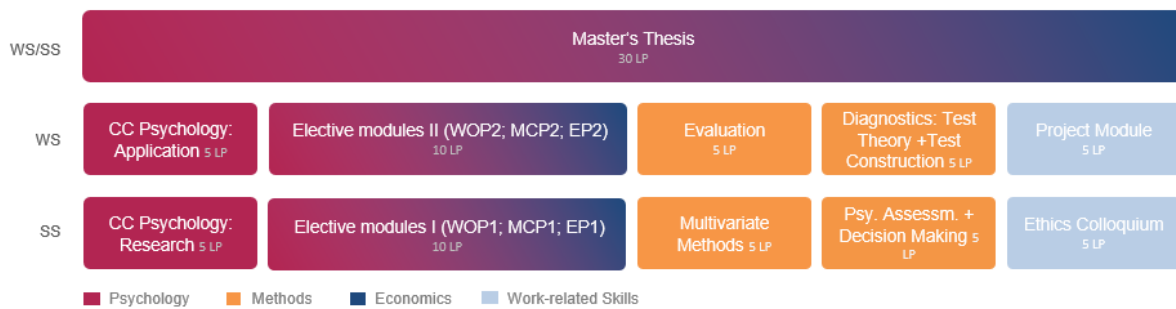 WS/SS
Master's Thesis
30 LP
WS
CC Psychology:
Application 5 LP
Elective modules II (WOP2; MCP2; EP2)
10 LP
Evaluation
5 LP
Diagnostics: Test
Theory +Test
Construction 5 LP
Project Module
5 LP
SS
CC Psychology:
Research 5 LP
Elective modules I (WOP1; MCP1; EP1)
10 LP
Multivariate
Methods 5 LP
Psy. Assessm. +
Decision Making 5
LP
Ethics Colloquium
5 LP
Psychology
Methods
Economics
Work-related Skills